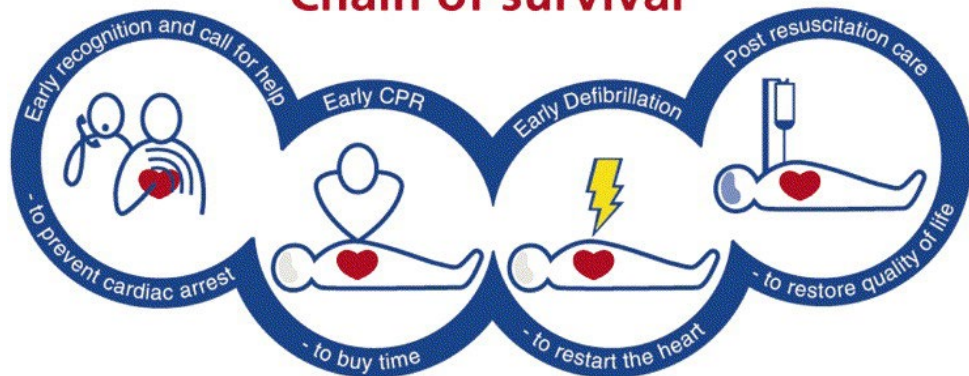 Chain of survival
Early recognition and call for help
- to prevent cardiac arrest
Early CPR
- to buy time
Early Defibrillation
- to restart the heart
Post resuscitation care
- to restore quality of life